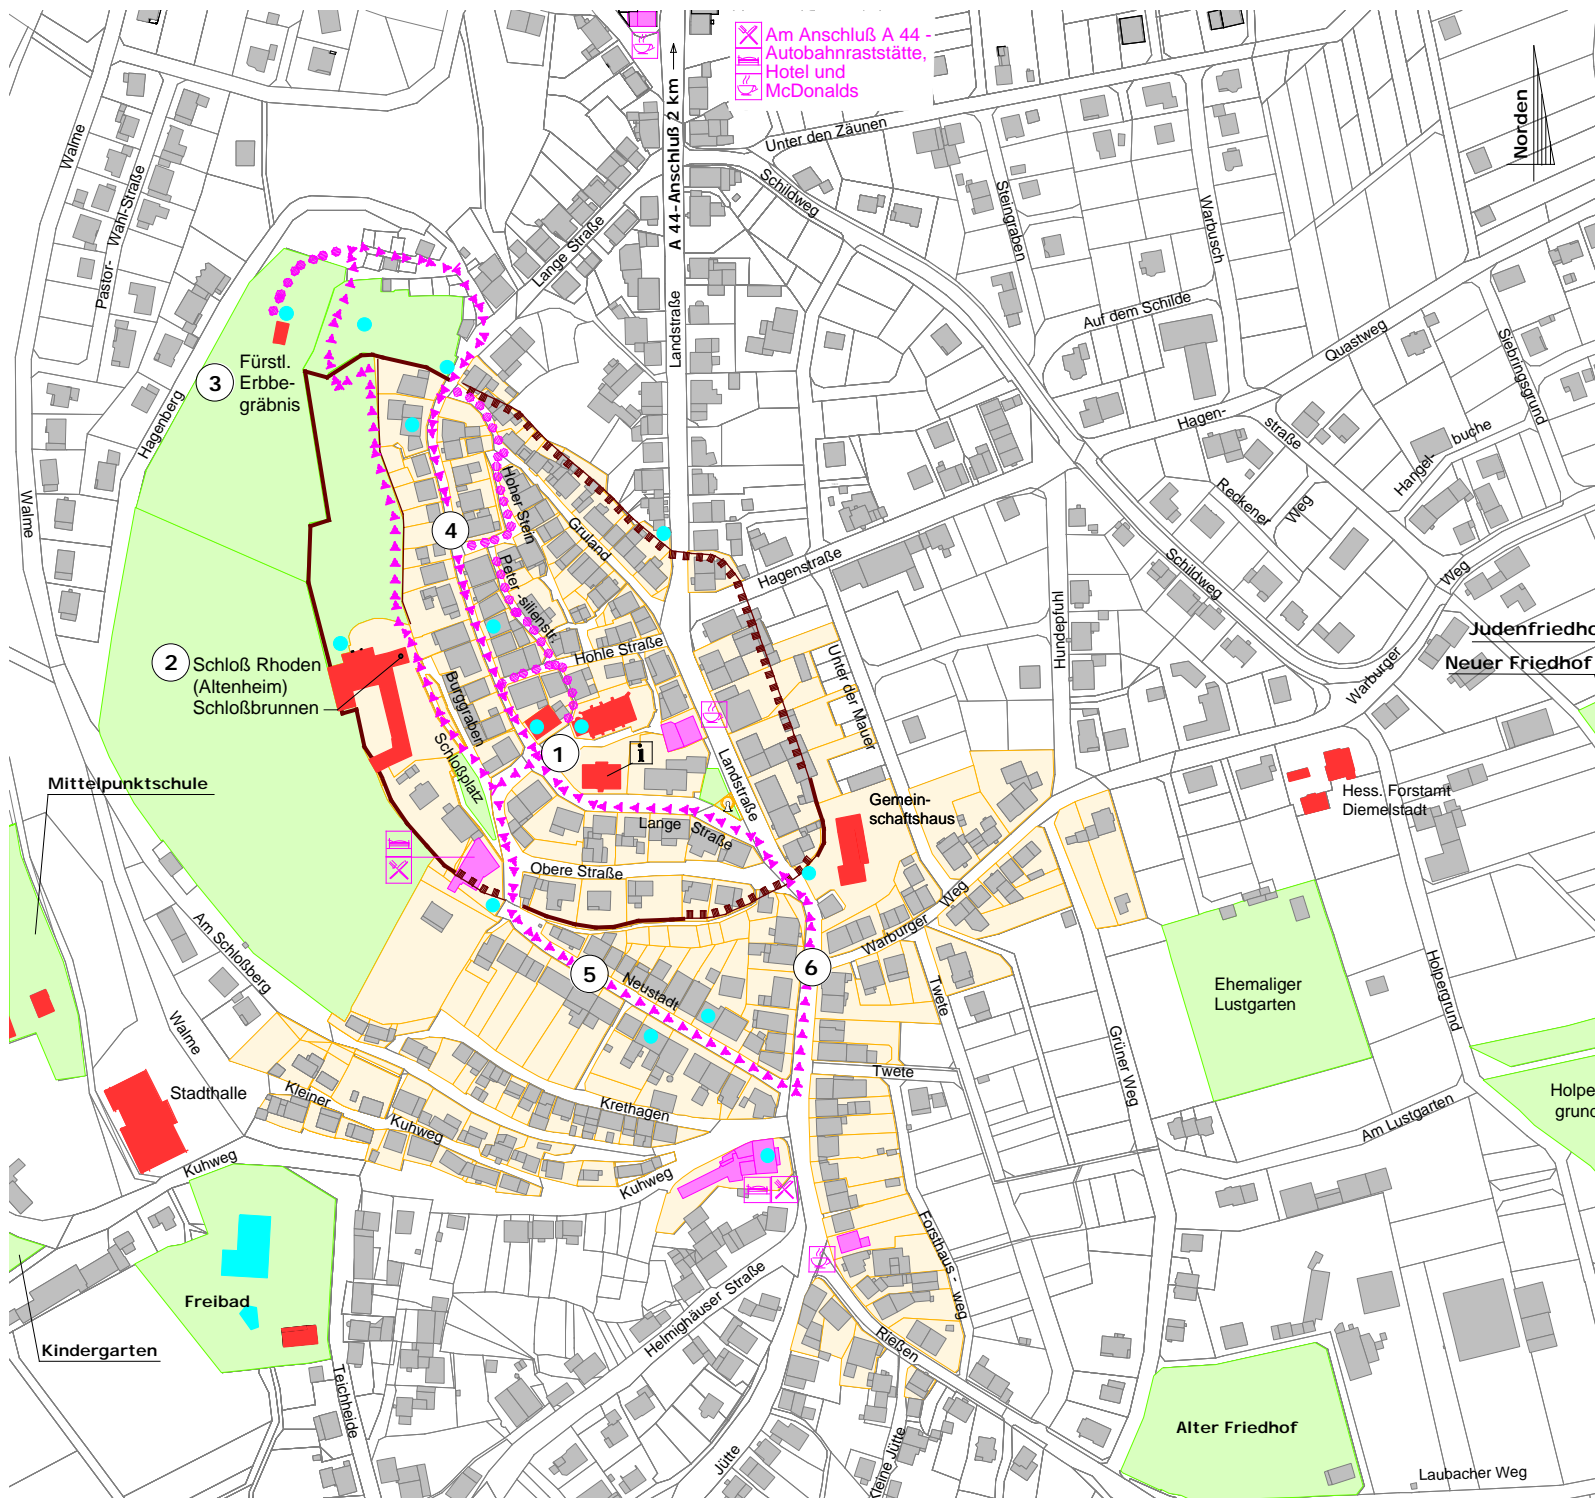 Am Anschluß A 44 -
Autobahnraststätte,
Hotel und
McDonalds
A 44-Anschluß 2 km
Norden
Unter den Zäunen
Schildweg
Steingraben
Warbusch
Walme
Pastor- Wahl-Straße
Lange Straße
Landstraße
Auf dem Schilde
Quastweg
Siebringsgrund
Hagenberg
3
Fürstl.
Erbbe-
gräbnis
Hagen-
straße
Hangel-
buche
Walme
4
Hoher Stein
Gruland
Reckener
Weg
Peter
-silienstr.
Hagenstraße
Schildweg
Weg
Hundepfuhl
Warburger
Judenfriedho
Neuer Friedhof
2
Schloß Rhoden
(Altenheim)
Schloßbrunnen
Hohle Straße
Burggraben
Unter der Mauer
Schloßplatz
1
i
Landstraße
Mittelpunktschule
Gemein-
schaftshaus
Hess. Forstamt
Diemelstadt
Lange Straße
Obere Straße
Warburger Weg
Am Schloßberg
5
Neustadt
6
Twete
Ehemaliger
Lustgarten
Holpergrund
Walme
Grüner Weg
Twete
Stadthalle
Kleiner
Kuhweg
Krethagen
Holpe
grund
Am Lustgarten
Kuhweg
Kuhweg
Forsthaus - weg
Freibad
Helmighäuser Straße
Rießen
Kindergarten
Teichheide
Jütte
Kleine Jütte
Alter Friedhof
Laubacher Weg